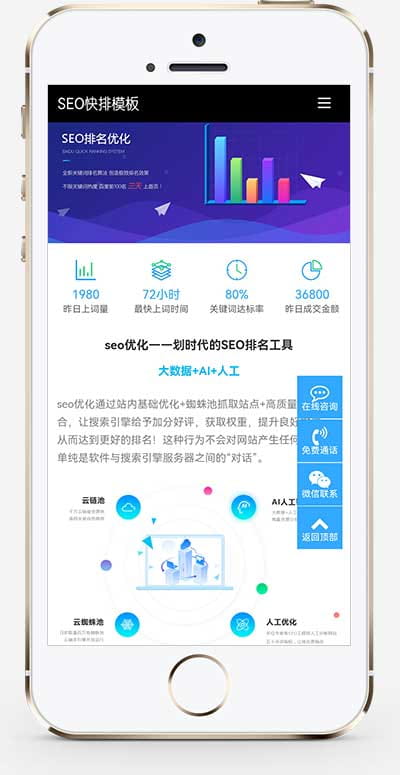 SEO快排模板
SEO排名优化
BAIDU QUICK RANKING SYSTEM
全新关键词排名算法 创造极致排名效果
不限关键词热度 百度前100名 三天 上首页！
1980
昨日上词量
72小时
最快上词时间
80%
关键词达标率
36800
昨日成交金额
seo优化一一划时代的SEO排名工具
大数据+AI+人工
seo优化通过站内基础优化+蜘蛛池抓取站点+高质量
合，让搜索引擎给予加分好评，获取权重，提升良好
从而达到更好的排名！这种行为不会对网站产生任何
单纯是软件与搜索引擎服务器之间的“对话”。
在线咨询
免费通话
微信联系
返回顶部
云链池
AI人工
大数据+人工
云蜘蛛池
人工优化